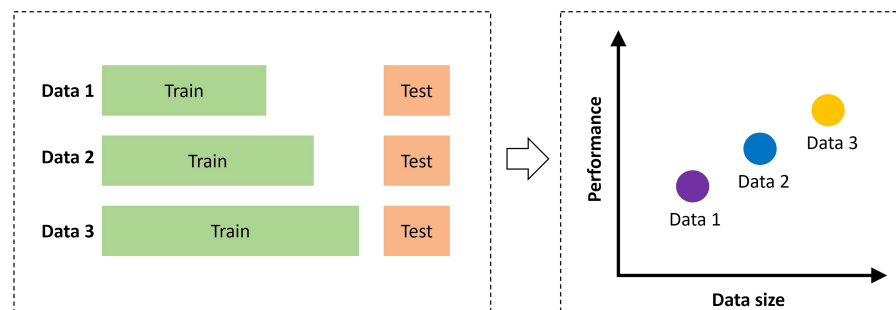 Data 1 Train Test
Data 2 Train Test
Data 3 Train Test
Performance
Data 3
Data 2
Data 1
Data size